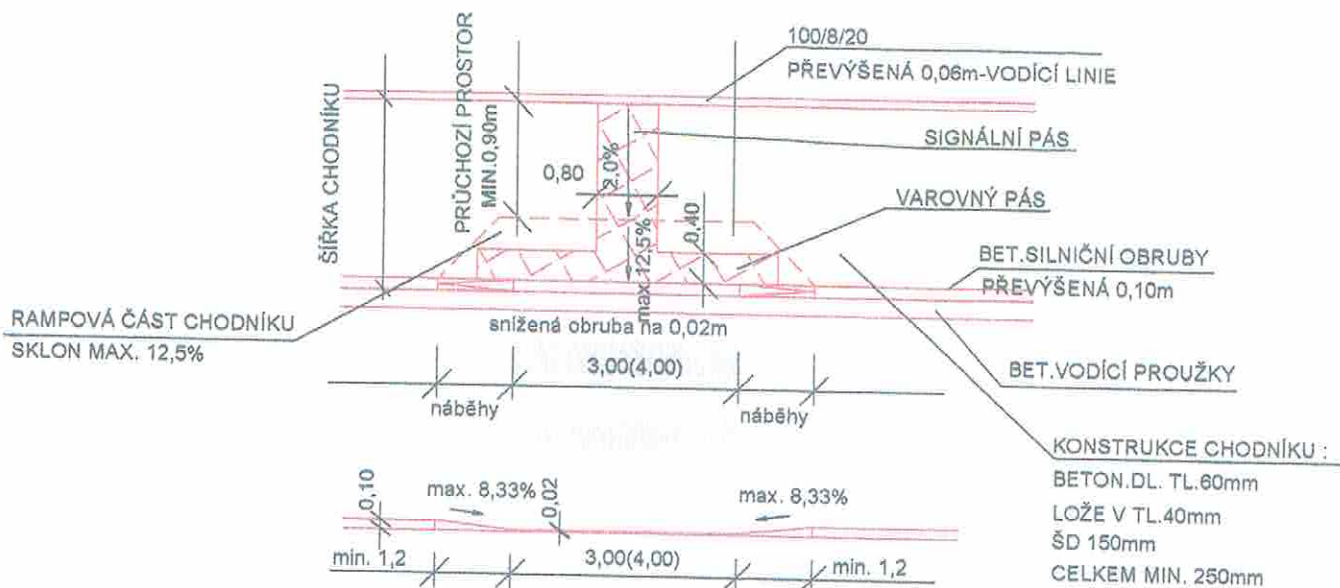 100/8/20
PŘEVÝŠENÁ 0,06m-VODÍCÍ LINIE
ŠÍŘKA CHODNÍKU
PRŮCHOZÍ PROSTOR
MIN.0,90m
SIGNÁLNÍ PÁS
0,80
2,0%
VAROVNÝ PÁS
0,40
max.12,5%
BET.SILNIČNÍ OBRUBY
PŘEVÝŠENÁ 0,10m
RAMPOVÁ ČÁST CHODNÍKU
SKLON MAX. 12,5%
snížená obruba na 0,02m
3,00(4,00)
BET.VODÍCÍ PROUŽKY
náběhy
náběhy
KONSTRUKCE CHODNÍKU :
BETON.DL. TL.60mm
LOŽE V TL.40mm
ŠD 150mm
CELKEM MIN. 250mm
0,10
max. 8,33%
0,02
max. 8,33%
min. 1,2
3,00(4,00)
min. 1,2